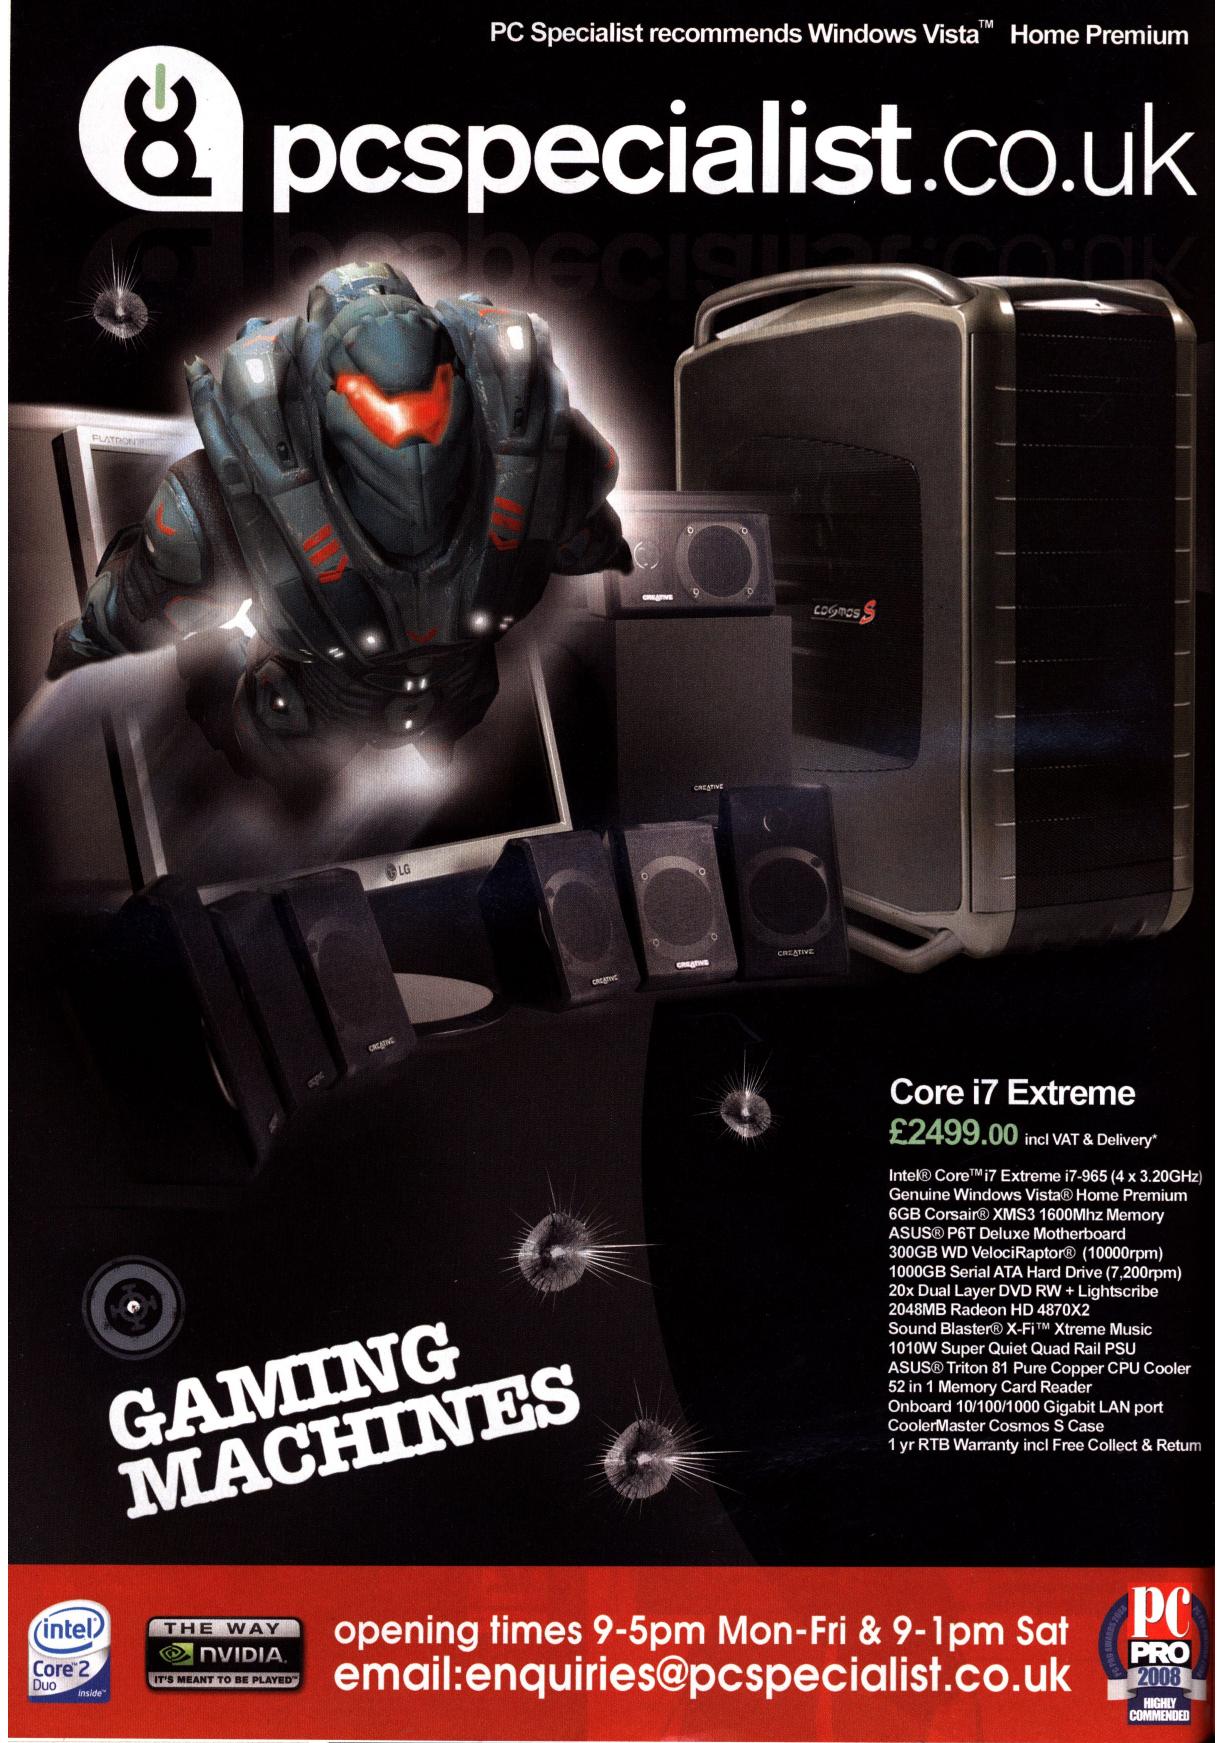 PC Specialist recommends Windows Vista™ Home Premium
pcspecialist.co.uk
FLATRON
CREATIVE
COSMOS S
CREATIVE
LG
CREATIVE
CREATIVE
CREATIVE
CREATIVE
Core i7 Extreme
£2499.00 incl VAT & Delivery*
Intel® Core™ i7 Extreme i7-965 (4 x 3.20GHz)
Genuine Windows Vista® Home Premium
6GB Corsair® XMS3 1600Mhz Memory
ASUS® P6T Deluxe Motherboard
300GB WD VelociRaptor® (10000rpm)
1000GB Serial ATA Hard Drive (7,200rpm)
20x Dual Layer DVD RW + Lightscribe
2048MB Radeon HD 4870X2
Sound Blaster® X-Fi™ Xtreme Music
1010W Super Quiet Quad Rail PSU
ASUS® Triton 81 Pure Copper CPU Cooler
52 in 1 Memory Card Reader
Onboard 10/100/1000 Gigabit LAN port
CoolerMaster Cosmos S Case
1 yr RTB Warranty incl Free Collect & Return
GAMING
MACHINES
intel®
Core™2
Duo
inside™
THE WAY
NVIDIA.
IT'S MEANT TO BE PLAYED™
opening times 9-5pm Mon-Fri & 9-1pm Sat
email:enquiries@pcspecialist.co.uk
PC
PRO
2008
HIGHLY
COMMENDED